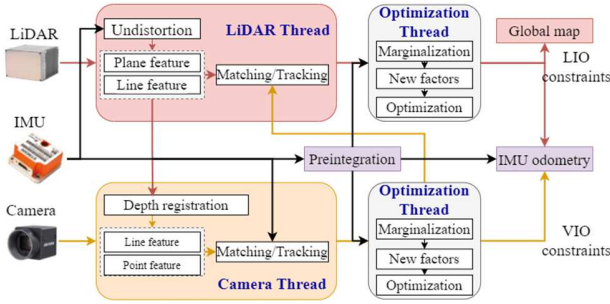 LiDAR
IMU
Camera
Undistortion
LiDAR Thread
Plane feature
Line feature
Matching/Tracking
Optimization
Thread
Marginalization
New factors
Optimization
Global map
LIO
constraints
Preintegration
IMU odometry
Depth registration
Line feature
Point feature
Matching/Tracking
Camera Thread
Optimization
Thread
Marginalization
New factors
Optimization
VIO
constraints